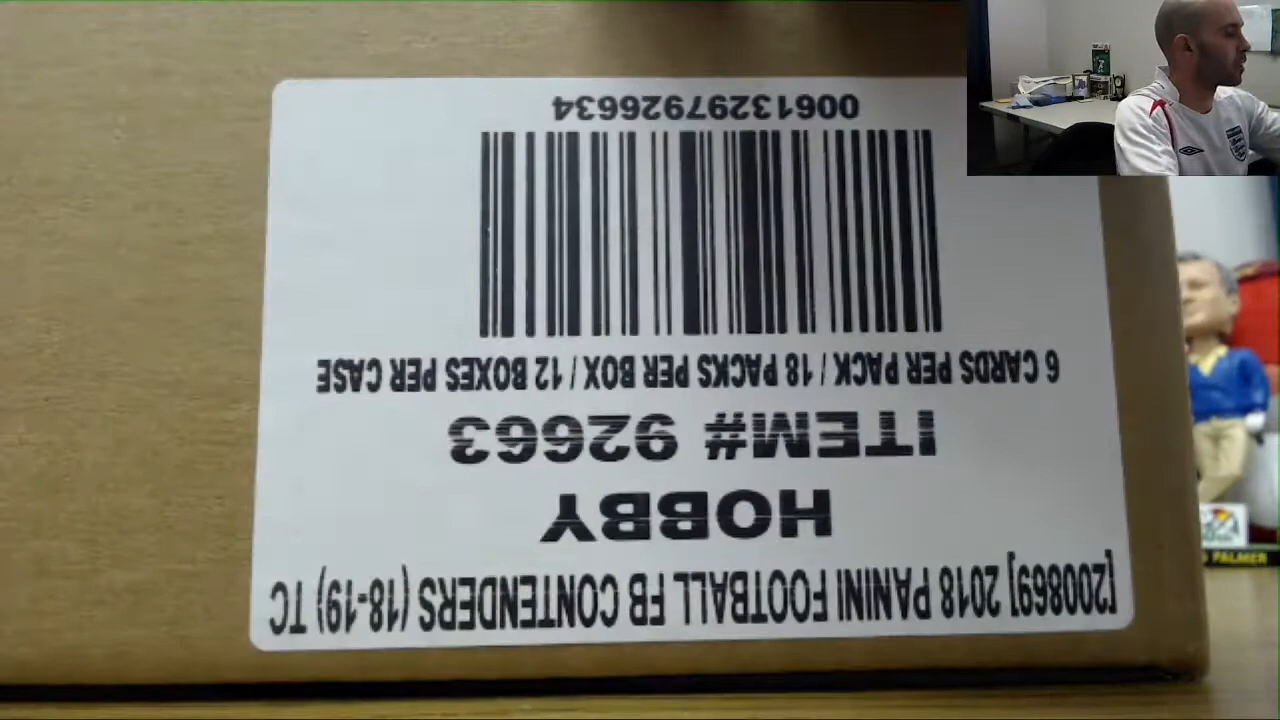 [200869] 2018 PANINI FOOTBALL FB CONTENDERS (18-19) TC
HOBBY
ITEM# 92663
6 CARDS PER PACK / 18 PACKS PER BOX / 12 BOXES PER CASE
00613297926634
PALMER